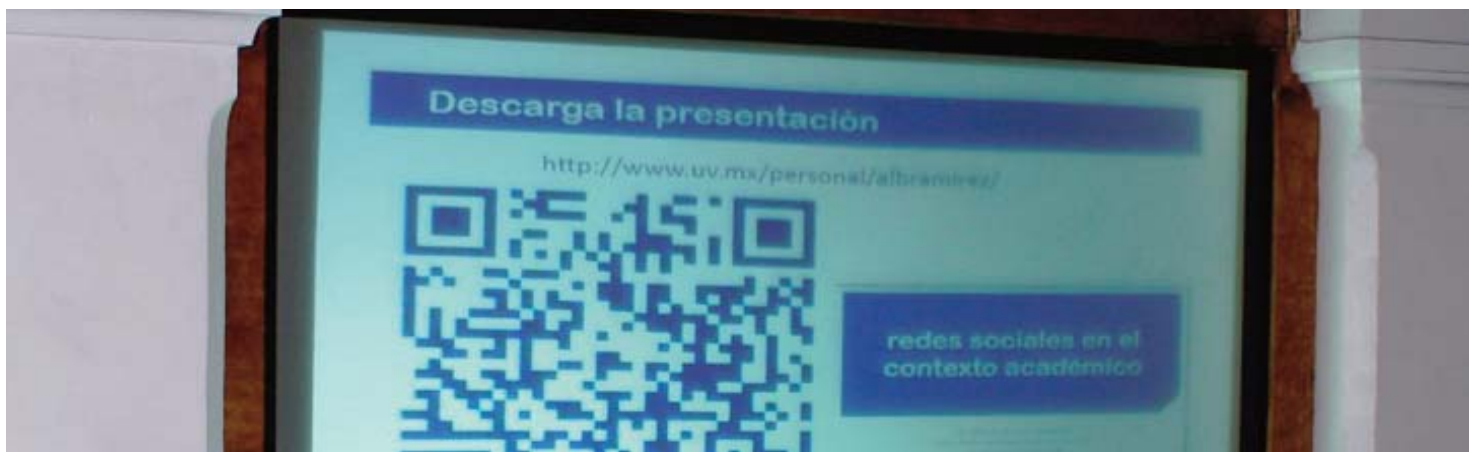 Descarga la presentación
http://www.uv.mx/personal/albramirez/
redes sociales en el
contexto académico